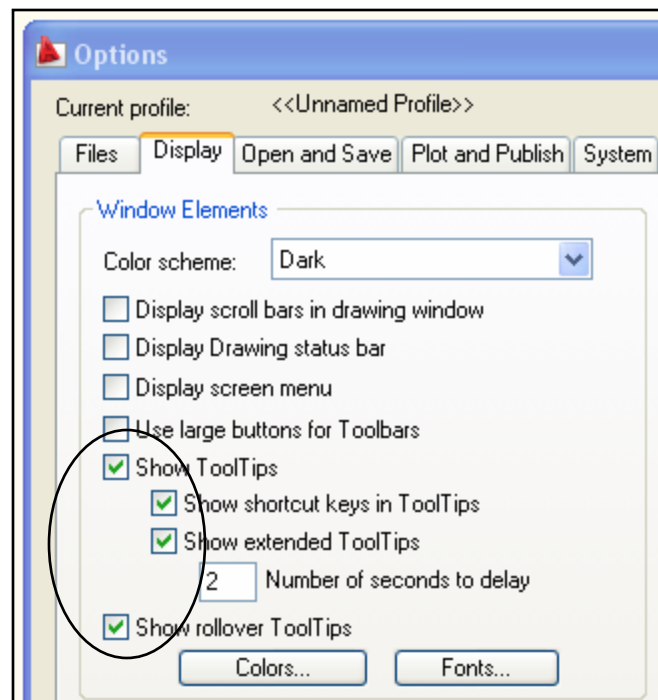 Options
Current profile: <<Unnamed Profile>>
Files Display Open and Save Plot and Publish System
Window Elements
Color scheme: Dark
Display scroll bars in drawing window
Display Drawing status bar
Display screen menu
Use large buttons for Toolbars
Show ToolTips
Show shortcut keys in ToolTips
Show extended ToolTips
2 Number of seconds to delay
Show rollover ToolTips
Colors... Fonts...